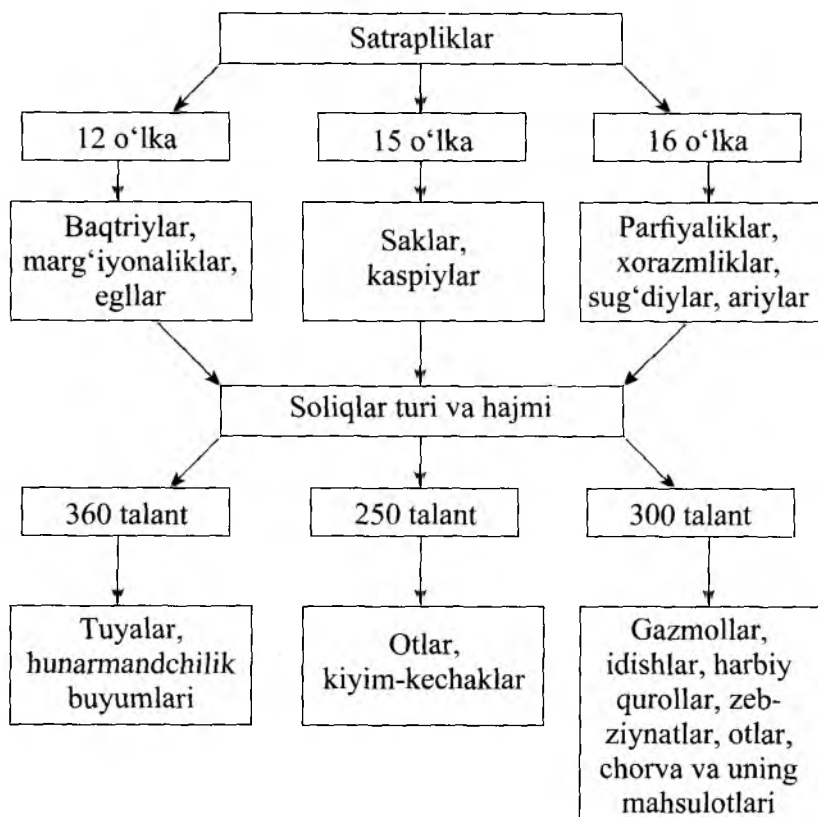 Satrapliklar
12 o‘lka
15 o‘lka
16 o‘lka
Baqtriylar,
marg‘iyonaliklar,
egllar
Saklar,
kaspiylar
Parfiyaliklar,
xorazmliklar,
sug‘diylar, ariylar
Soliqlar turi va hajmi
360 talant
250 talant
300 talant
Tuyalar,
hunarmandchilik
buyumlari
Otlar,
kiyim-kechaklar
Gazmollar,
idishlar, harbiy
qurollar, zeb-
ziynatlar, otlar,
chorva va uning
mahsulotlari